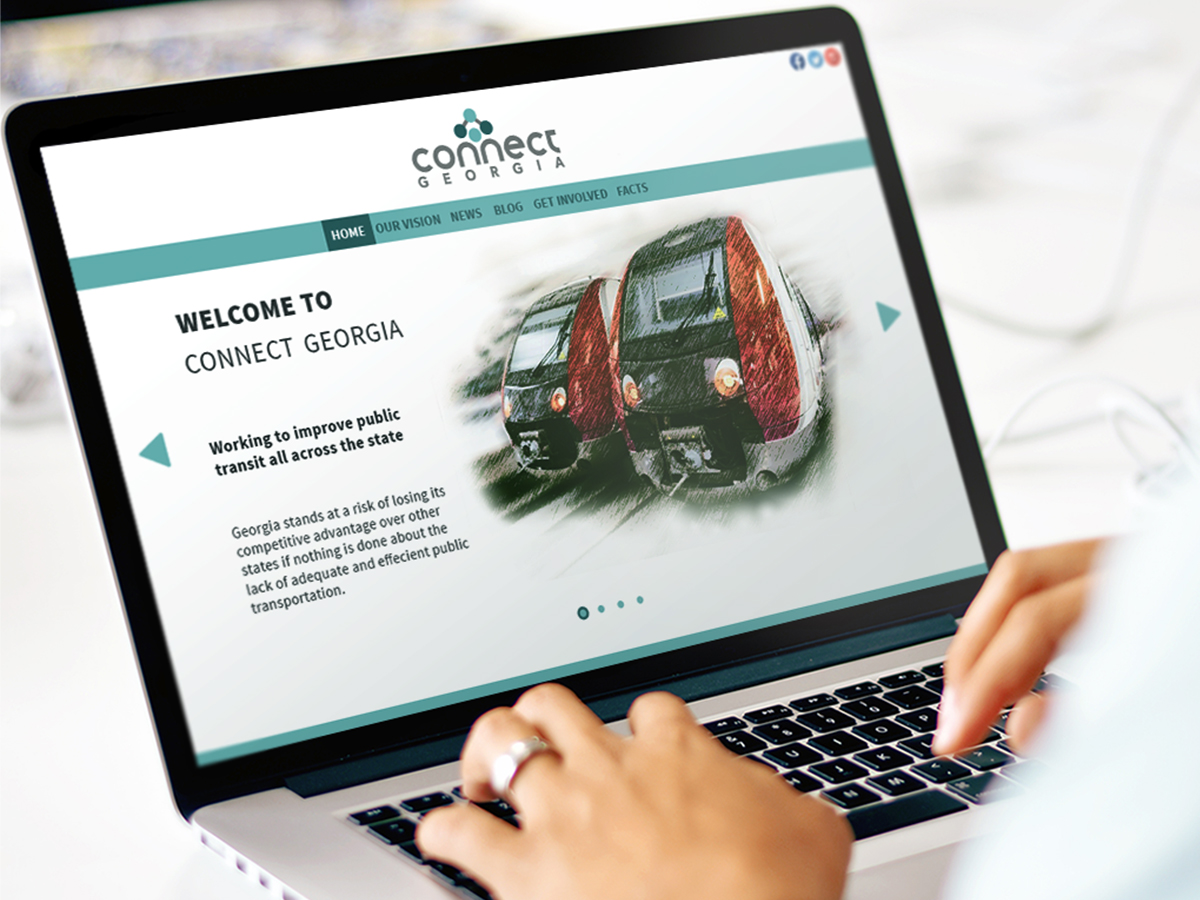 connect
GEORGIA
HOME OUR VISION NEWS BLOG GET INVOLVED FACTS
WELCOME TO
CONNECT GEORGIA
Working to improve public
transit all across the state
Georgia stands at a risk of losing its
competitive advantage over other
states if nothing is done about the
lack of adequate and effecient public
transportation.